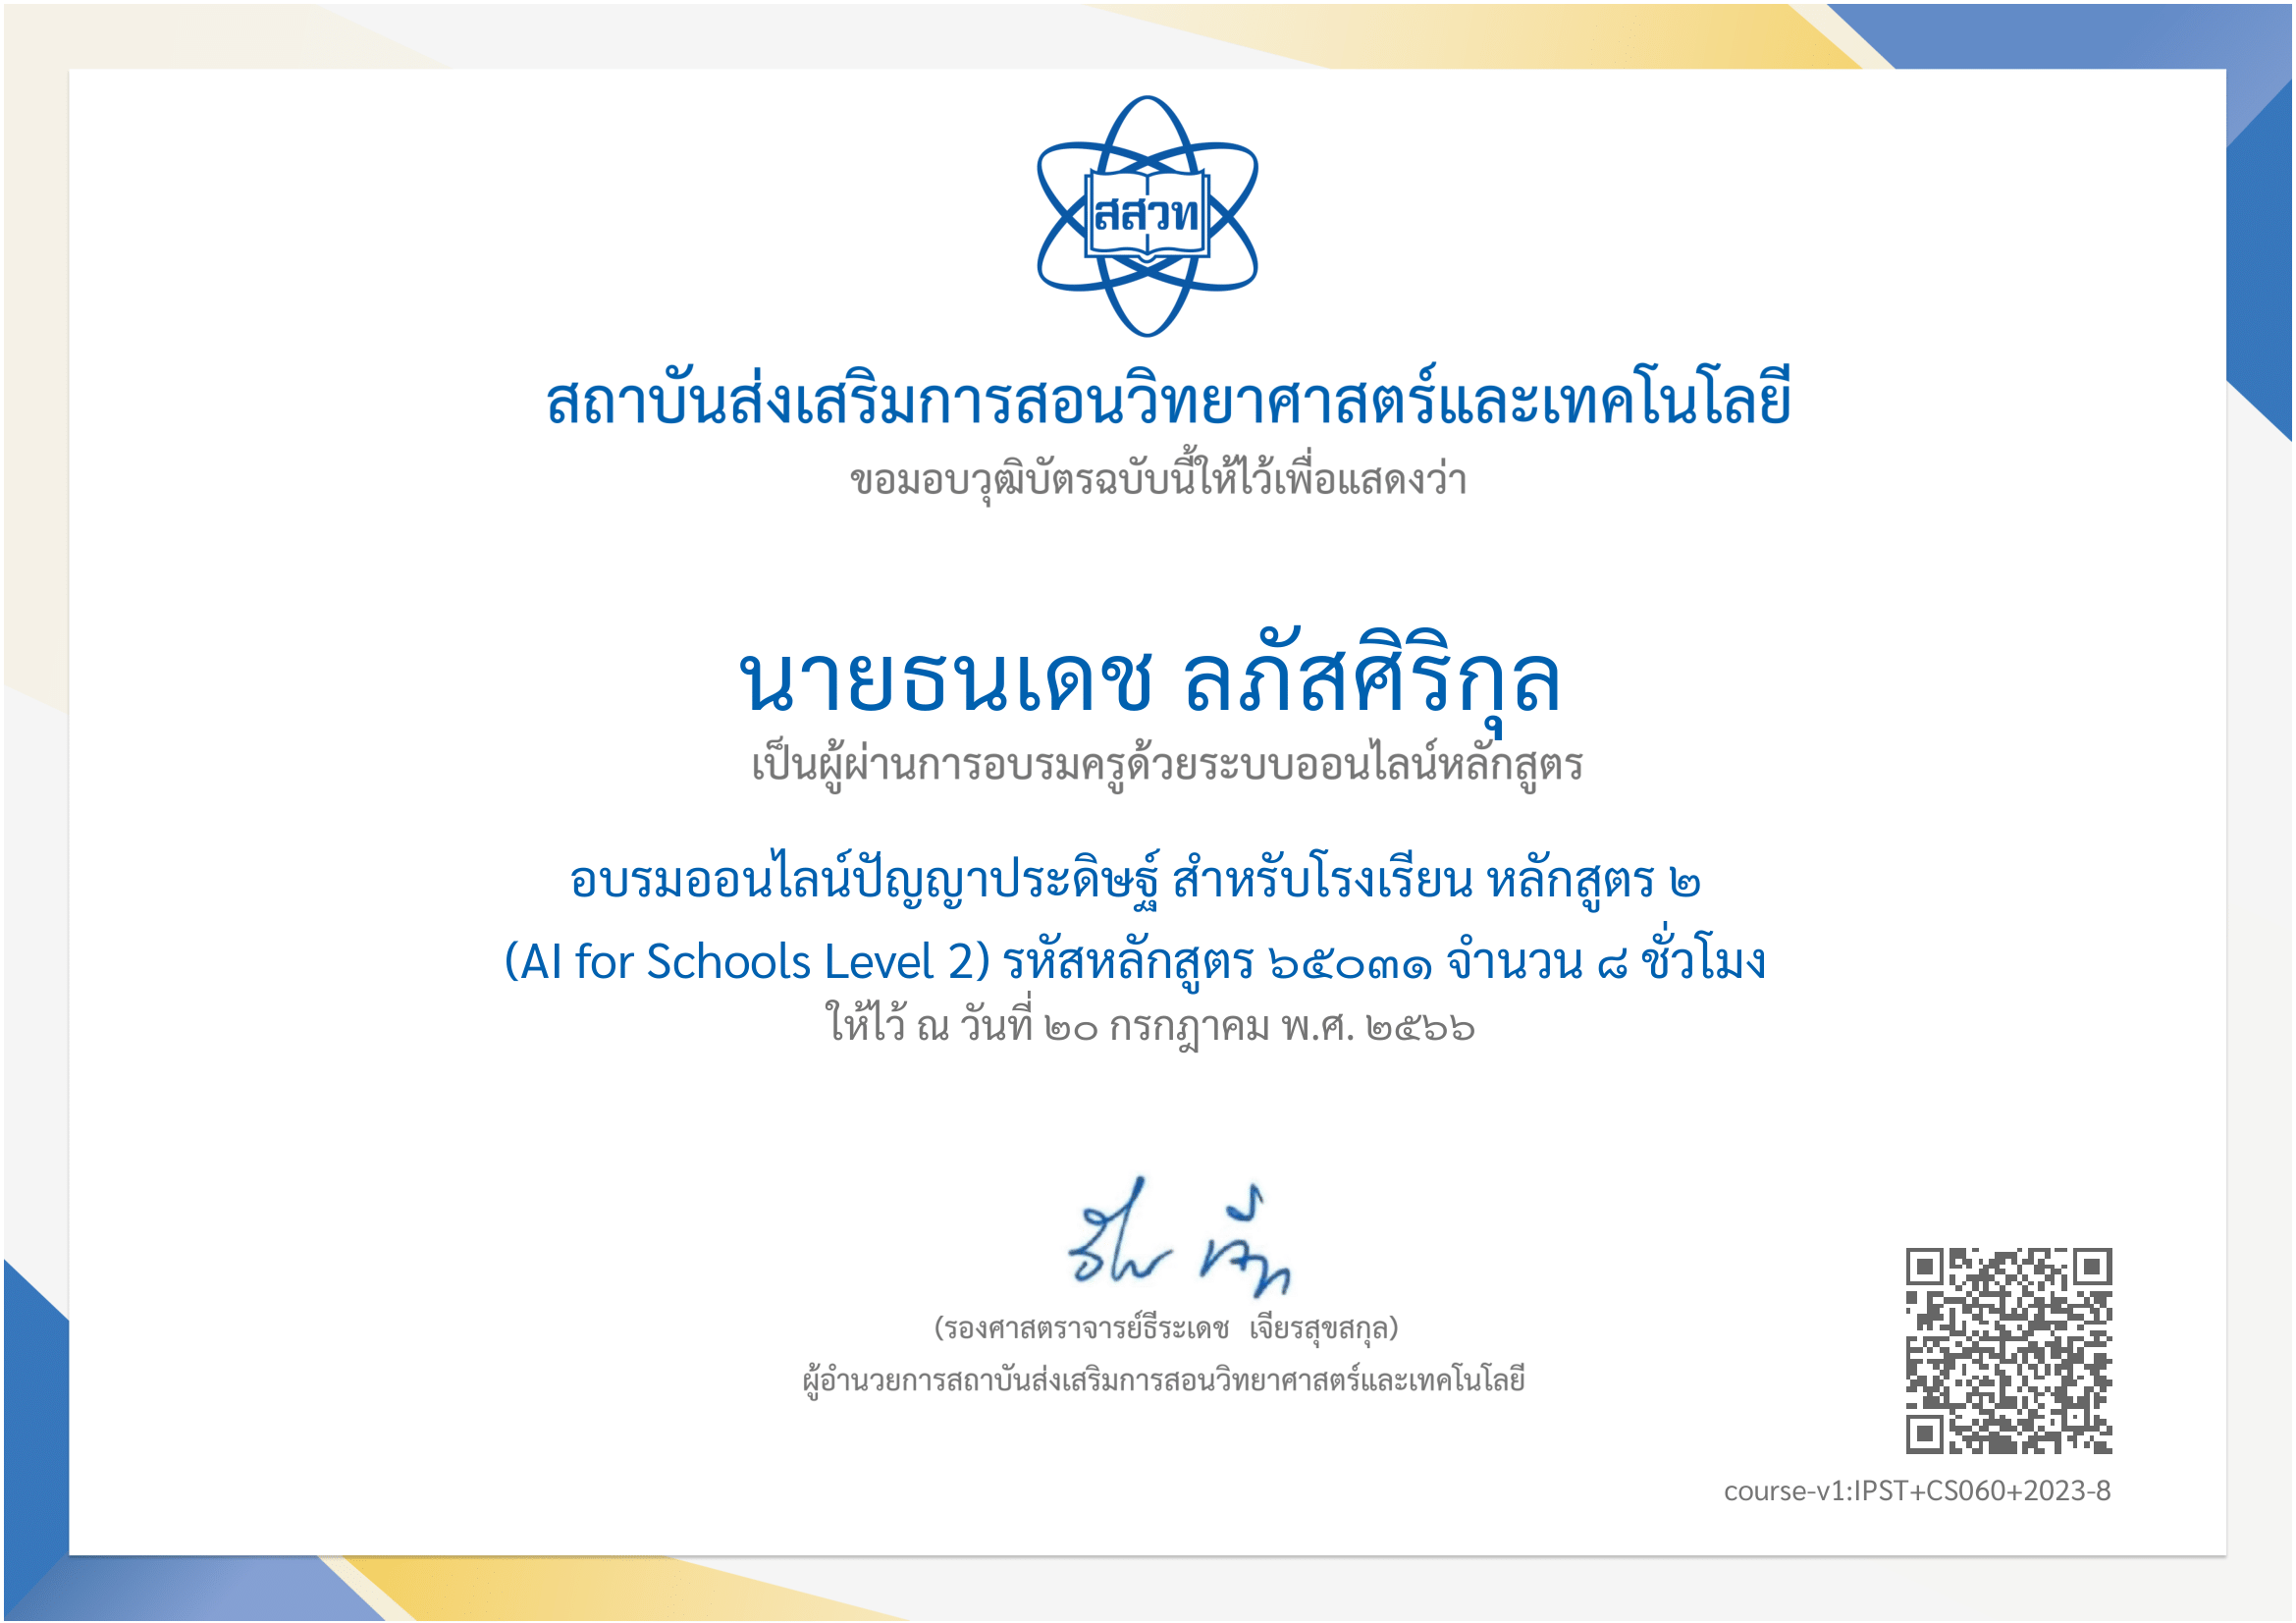 สสวท
สถาบันส่งเสริมการสอนวิทยาศาสตร์และเทคโนโลยี
ขอมอบวุฒิบัตรฉบับนี้ให้ไว้เพื่อแสดงว่า
นายธนเดช ลภัสศิริกุล
เป็นผู้ผ่านการอบรมครูด้วยระบบออนไลน์หลักสูตร
อบรมออนไลน์ปัญญาประดิษฐ์ สำหรับโรงเรียน หลักสูตร ๒
(AI for Schools Level 2) รหัสหลักสูตร ๖๕๐๓๑ จำนวน ๘ ชั่วโมง
ให้ไว้ ณ วันที่ ๒๐ กรกฎาคม พ.ศ. ๒๕๖๖
(รองศาสตราจารย์ธีระเดช เจียรสุขสกุล)
ผู้อำนวยการสถาบันส่งเสริมการสอนวิทยาศาสตร์และเทคโนโลยี
course-v1:IPST+CS060+2023-8